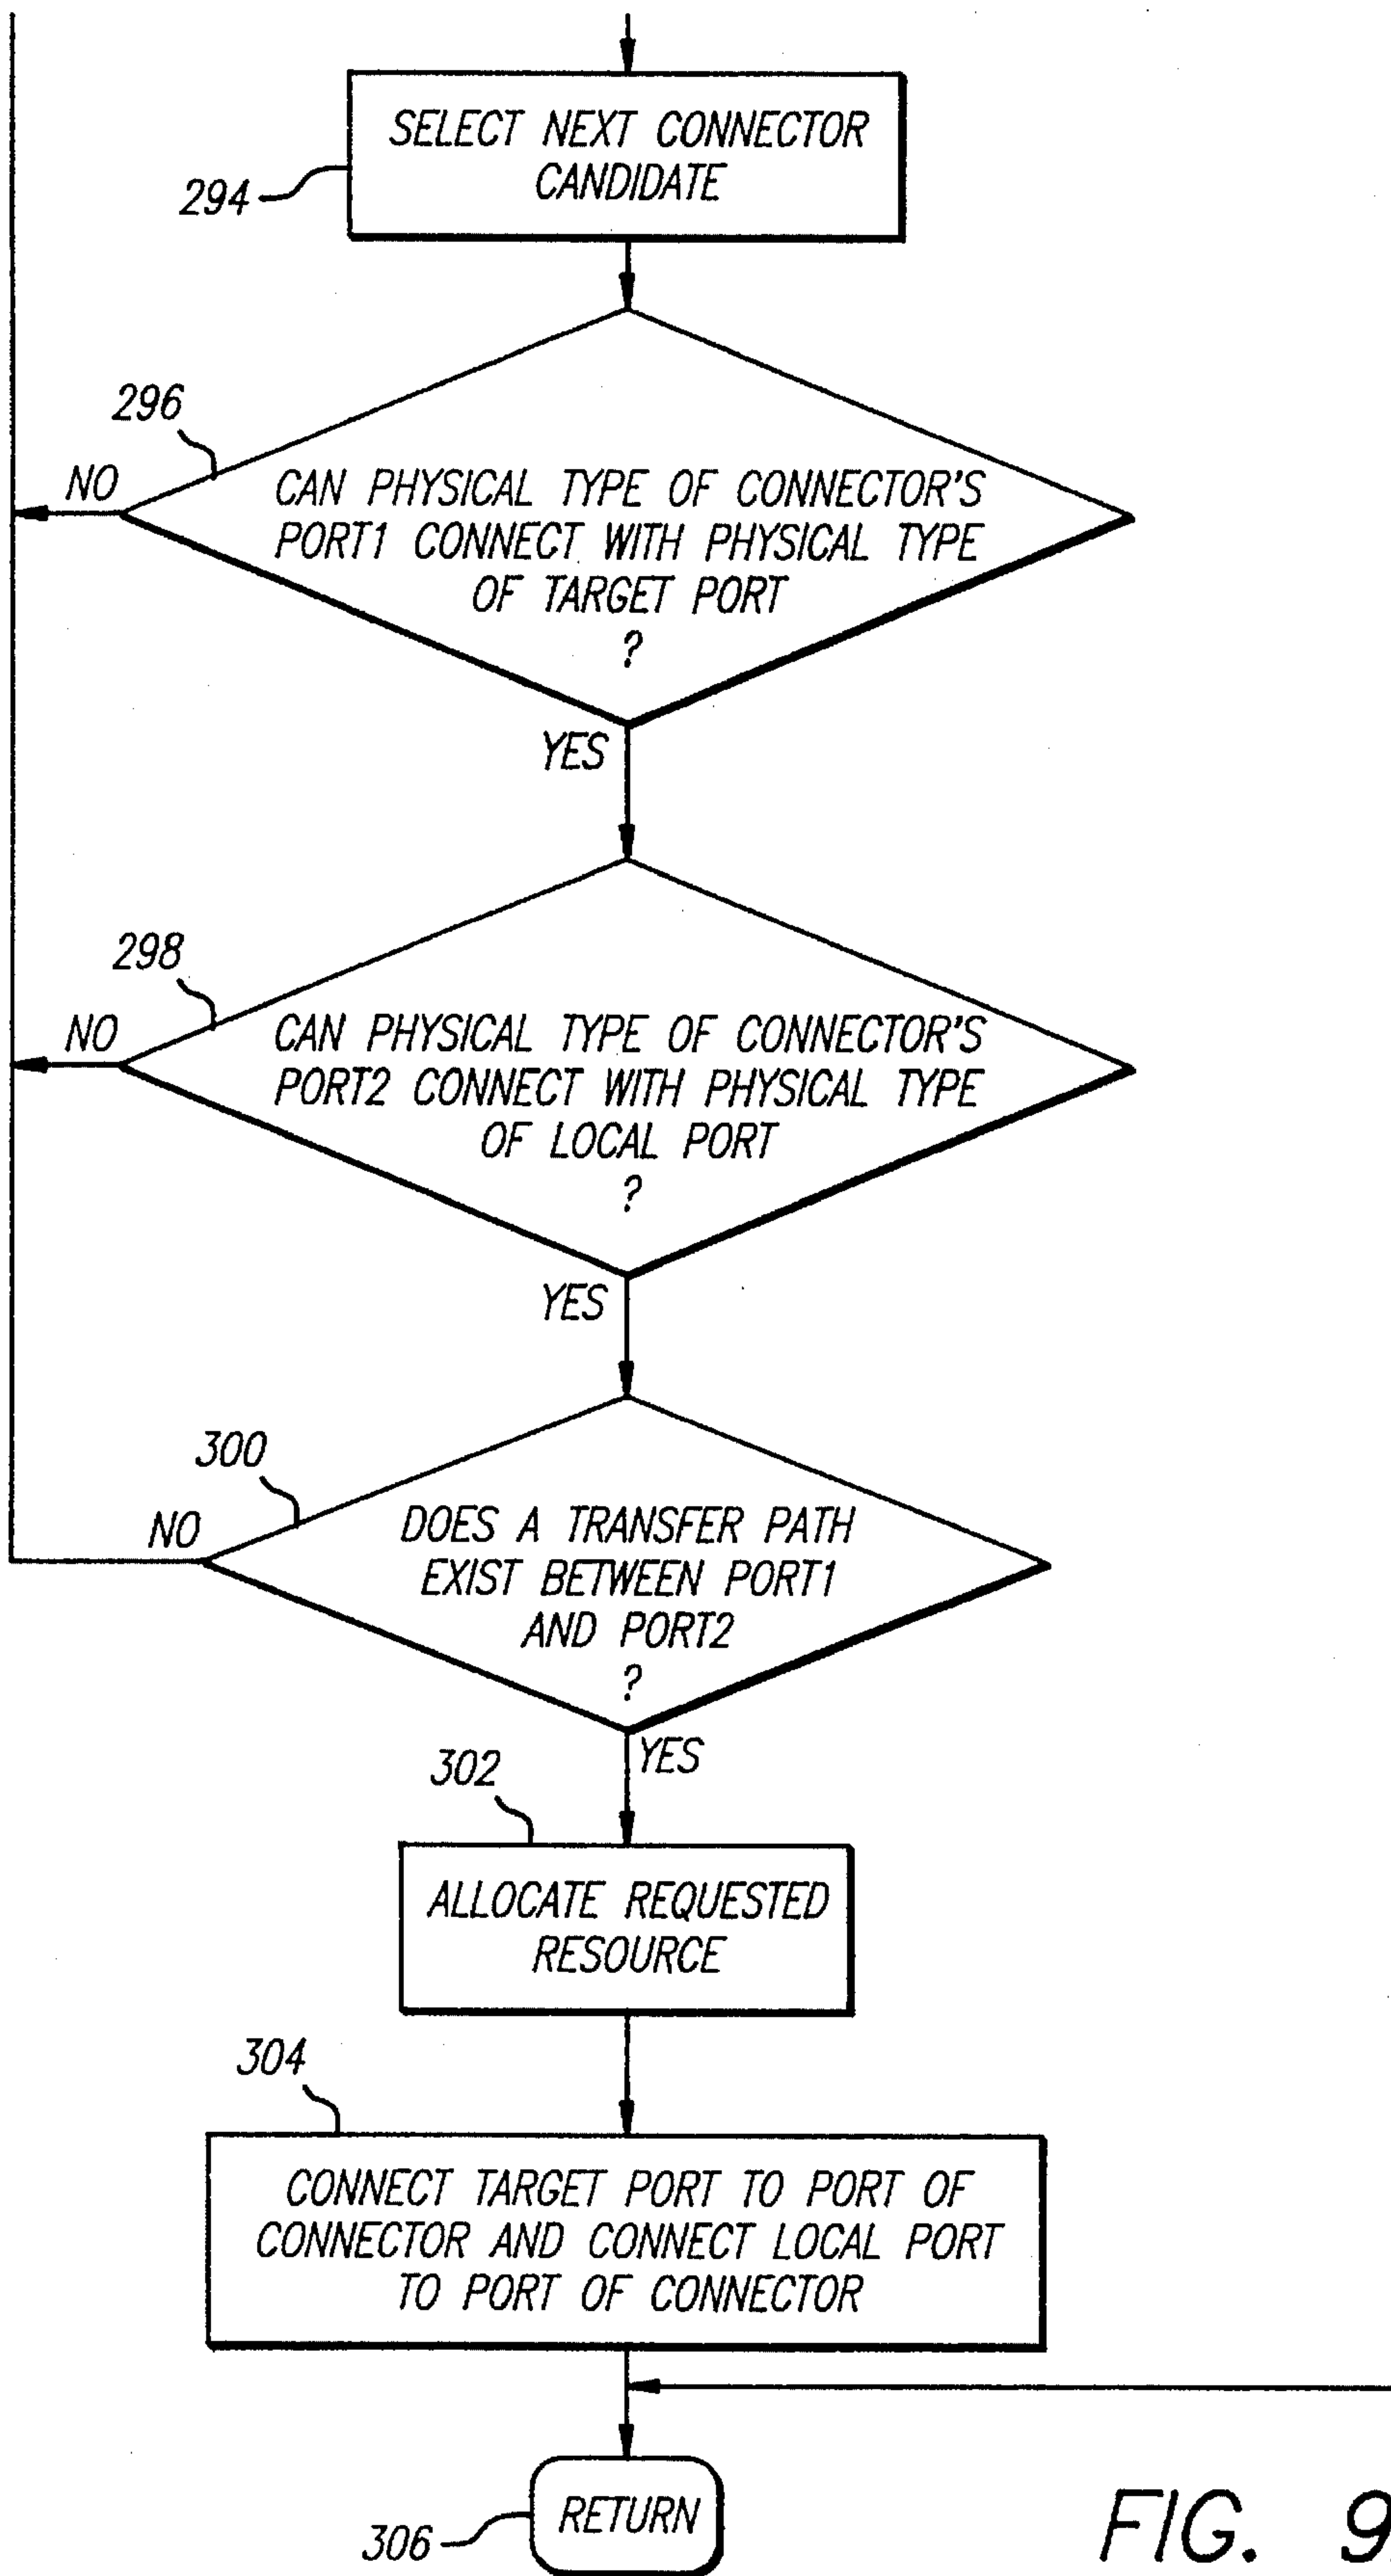 SELECT NEXT CONNECTOR
CANDIDATE
294
296
NO
CAN PHYSICAL TYPE OF CONNECTOR'S
PORT1 CONNECT WITH PHYSICAL TYPE
OF TARGET PORT
?
YES
298
NO
CAN PHYSICAL TYPE OF CONNECTOR'S
PORT2 CONNECT WITH PHYSICAL TYPE
OF LOCAL PORT
?
YES
300
NO
DOES A TRANSFER PATH
EXIST BETWEEN PORT1
AND PORT2
?
YES
302
ALLOCATE REQUESTED
RESOURCE
304
CONNECT TARGET PORT TO PORT OF
CONNECTOR AND CONNECT LOCAL PORT
TO PORT OF CONNECTOR
RETURN
306
FIG. 9